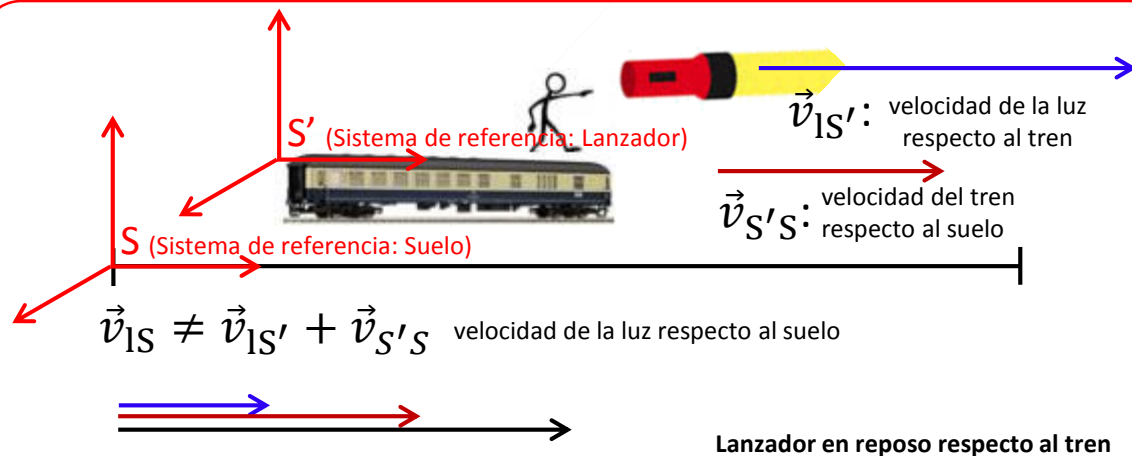 S’ (Sistema de referencia: Lanzador)
v⃗lS′: velocidad de la luz
respecto al tren
v⃗S′S: velocidad del tren
respecto al suelo
S (Sistema de referencia: Suelo)
v⃗lS ≠ v⃗lS′ + v⃗S′S velocidad de la luz respecto al suelo
Lanzador en reposo respecto al tren